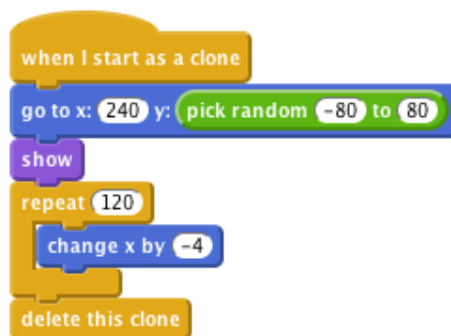 when I start as a clone
go to x: 240 y: pick random -80 to 80
show
repeat 120
change x by -4
delete this clone